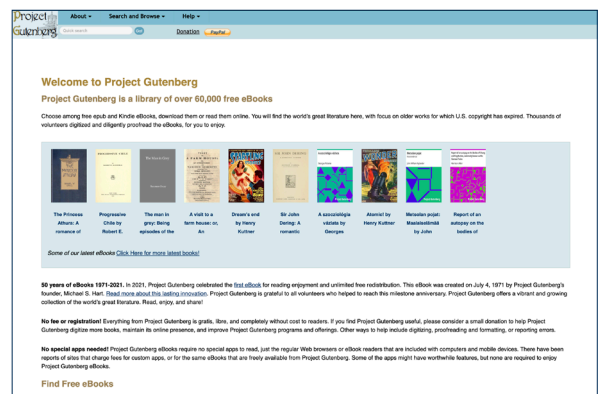 Project Gutenberg
About ▾ Search and Browse ▾ Help ▾
Quick search Go! Donation PayPal
Welcome to Project Gutenberg
Project Gutenberg is a library of over 60,000 free eBooks
Choose among free epub and Kindle eBooks, download them or read them online. You will find the world's great literature here, with focus on older works for which U.S. copyright has expired. Thousands of
volunteers digitized and diligently proofread the eBooks, for you to enjoy.
The Princess Athura: A romance of
Progressive Chile by Robert E.
The man in grey: Being episodes of the
A visit to a farm house: or, An
Dream's end by Henry Kuttner
Sir John Dering: A romantic
A szociológia vázlata by Georges
Atomic! by Henry Kuttner
Metsolan pojat: Maaisiselämää by John
Report of an autopsy on the bodies of
Some of our latest eBooks Click Here for more latest books!
50 years of eBooks 1971-2021. In 2021, Project Gutenberg celebrated the first eBook for reading enjoyment and unlimited free redistribution. This eBook was created on July 4, 1971 by Project Gutenberg's
founder, Michael S. Hart. Read more about this lasting innovation. Project Gutenberg is grateful to all volunteers who helped to reach this milestone anniversary. Project Gutenberg offers a vibrant and growing
collection of the world's great literature. Read, enjoy, and share!
No fee or registration! Everything from Project Gutenberg is gratis, libre, and completely without cost to readers. If you find Project Gutenberg useful, please consider a small donation to help Project
Gutenberg digitize more books, maintain its online presence, and improve Project Gutenberg programs and offerings. Other ways to help include digitizing, proofreading and formatting, or reporting errors.
No special apps needed! Project Gutenberg eBooks require no special apps to read, just the regular Web browsers or eBook readers that are included with computers and mobile devices. There have been
reports of sites that charge fees for custom apps, or for the same eBooks that are freely available from Project Gutenberg. Some of the apps might have worthwhile features, but none are required to enjoy
Project Gutenberg eBooks.
Find Free eBooks